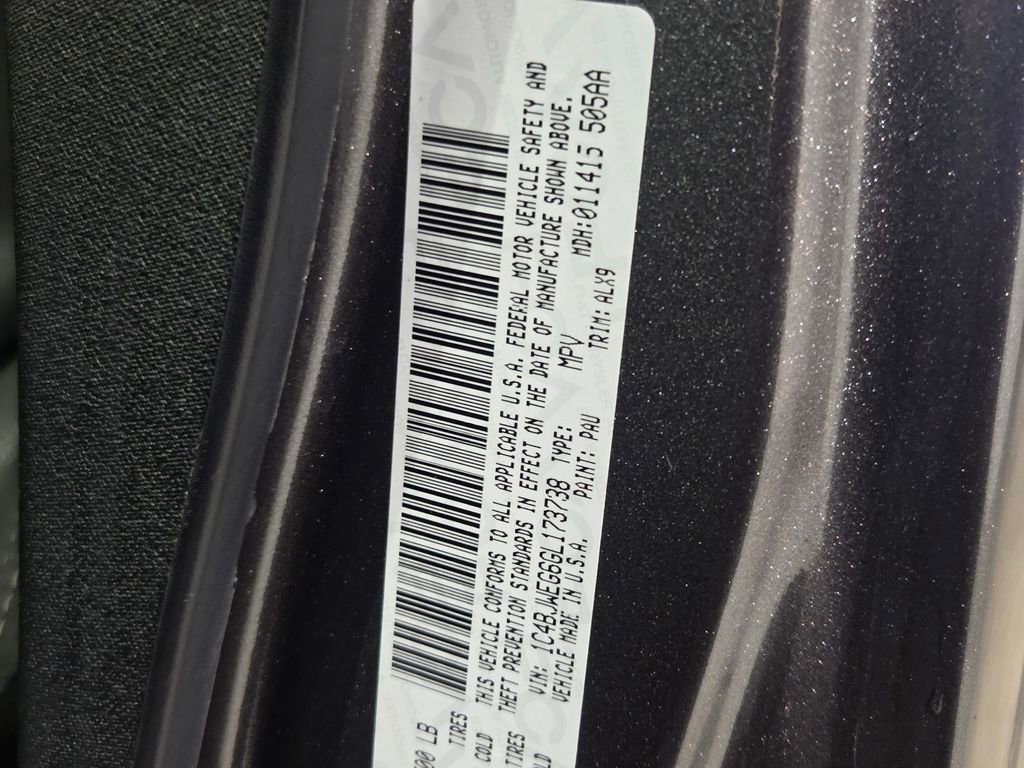 500 LB
TIRES
COLD
TIRES
THIS VEHICLE CONFORMS TO ALL APPLICABLE U.S.A. FEDERAL MOTOR VEHICLE SAFETY AND
THEFT PREVENTION STANDARDS IN EFFECT ON THE DATE OF MANUFACTURE SHOWN ABOVE.
VIN: 1C4BJWEG6GL173738 TYPE: MPV MDH:011415 505AA
VEHICLE MADE IN U.S.A. PAINT: PAU TRIM: ALX9